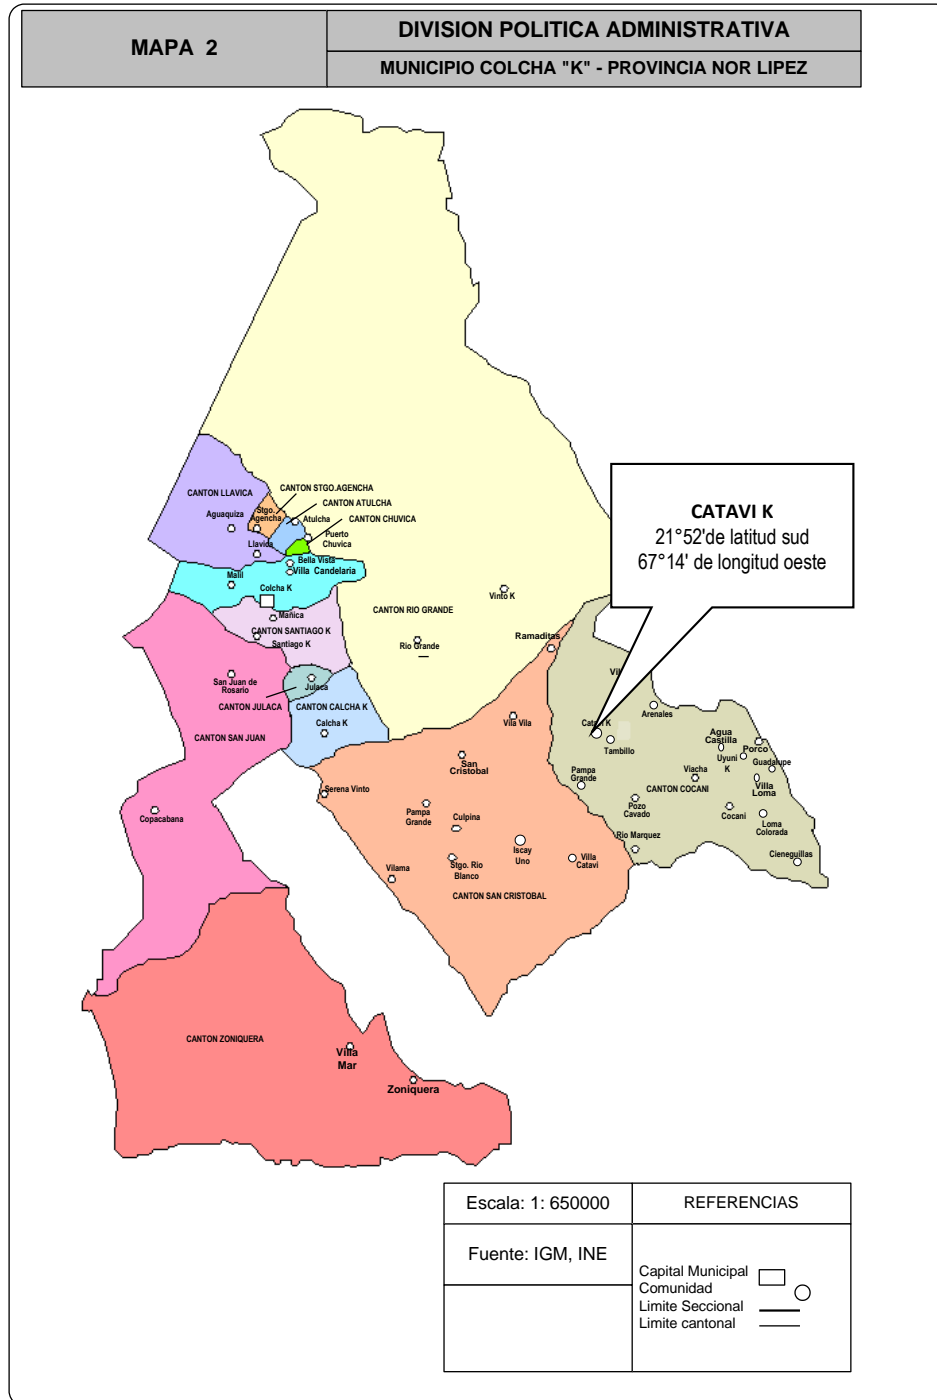 MAPA 2
DIVISION POLITICA ADMINISTRATIVA
MUNICIPIO COLCHA "K" - PROVINCIA NOR LIPEZ
CANTON LLAVICA
CANTON STGO.AGENCHA
CANTON ATULCHA
CANTON CHUVICA
Aguaquiza
Stgo.
Agencha
Atulcha
Puerto
Chuvica
Llavica
Bella Vista
Villa Candelaria
Malil
Colcha K
Mañica
CANTON SANTIAGO K
Santiago K
CANTON RIO GRANDE
Vinto K
Rio Grande
Ramaditas
CATAVI K
21°52'de latitud sud
67°14' de longitud oeste
San Juan de
Rosario
Julaca
CANTON JULACA
CANTON CALCHA K
Calcha K
CANTON SAN JUAN
Copacabana
Vila Vila
San
Cristobal
Serena Vinto
Pampa
Grande
Culpina
Iscay
Uno
Stgo. Rio
Blanco
Vilama
Villa
Catavi
CANTON SAN CRISTOBAL
Arenales
Catavi K
Tambillo
Agua
Castilla
Uyuni
K
Porco
Guadalupe
Pampa
Grande
Viacha
CANTON COCANI
Villa
Loma
Pozo
Cavado
Cocani
Loma
Colorada
Rio Marquez
Cieneguillas
CANTON ZONIQUERA
Villa
Mar
Zoniquera
Escala: 1: 650000
REFERENCIAS
Fuente: IGM, INE
Capital Municipal
Comunidad
Limite Seccional
Limite cantonal